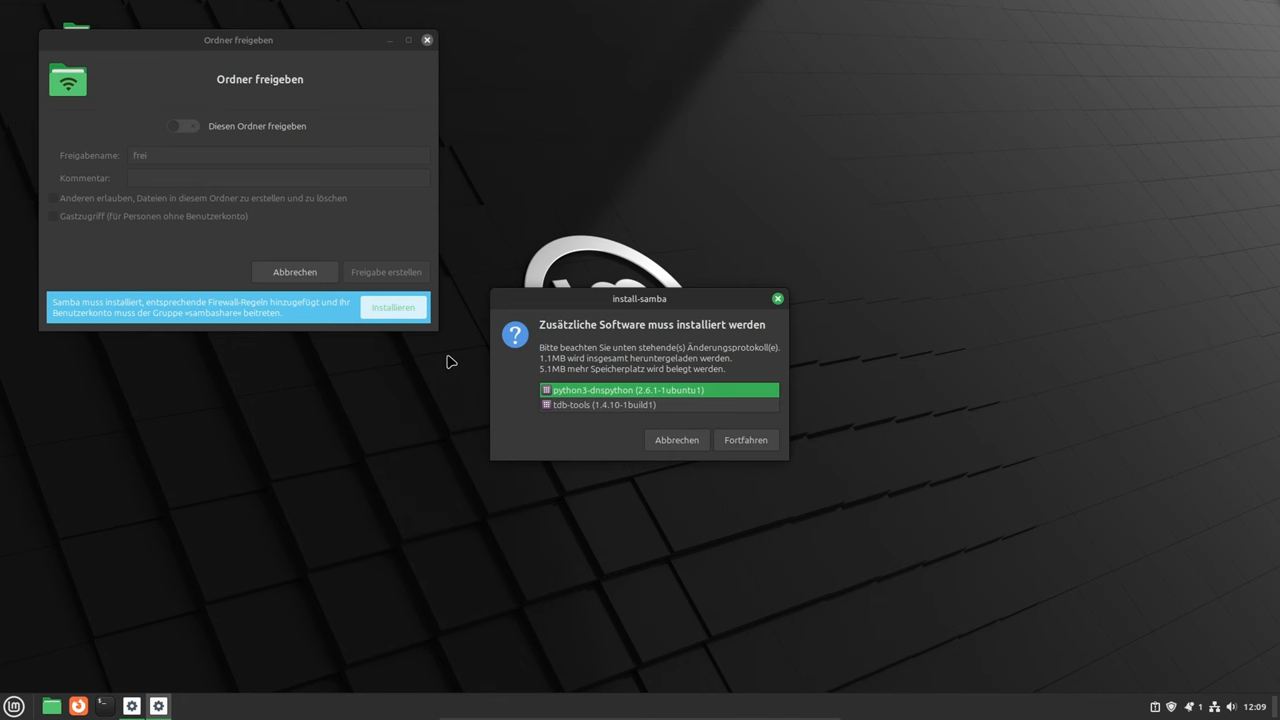 Ordner freigeben
Ordner freigeben
Diesen Ordner freigeben
Freigabename: frei
Kommentar:
Anderen erlauben, Dateien in diesem Ordner zu erstellen und zu löschen
Gastzugriff (für Personen ohne Benutzerkonto)
Abbrechen
Freigabe erstellen
Samba muss installiert, entsprechende Firewall-Regeln hinzugefügt und Ihr
Benutzerkonto muss der Gruppe «sambashare» beitreten.
Installieren
install-samba
Zusätzliche Software muss installiert werden
Bitte beachten Sie unten stehende(s) Änderungsprotokoll(e).
1.1MB wird insgesamt heruntergeladen werden.
5.1MB mehr Speicherplatz wird belegt werden.
python3-dnspython (2.6.1-1ubuntu1)
tdb-tools (1.4.10-1build1)
Abbrechen
Fortfahren
1
12:09